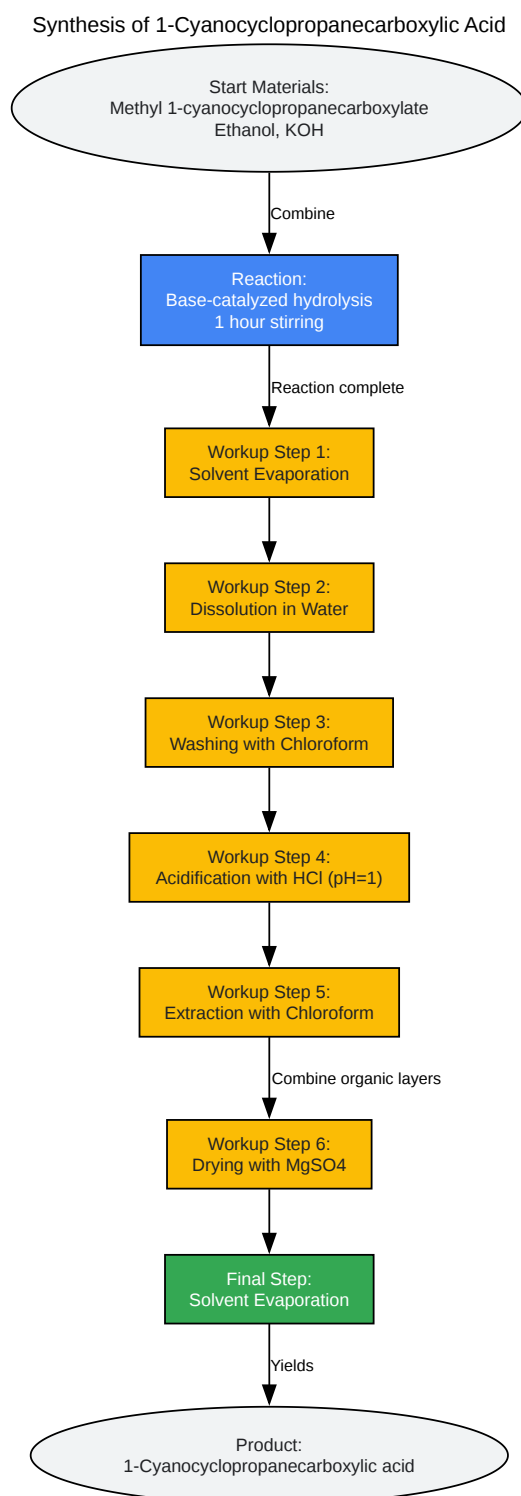 Synthesis of 1-Cyanocyclopropanecarboxylic Acid
Start Materials:
Methyl 1-cyanocyclopropanecarboxylate
Ethanol, KOH
Combine
Reaction:
Base-catalyzed hydrolysis
1 hour stirring
Reaction complete
Workup Step 1:
Solvent Evaporation
Workup Step 2:
Dissolution in Water
Workup Step 3:
Washing with Chloroform
Workup Step 4:
Acidification with HCl (pH=1)
Workup Step 5:
Extraction with Chloroform
Combine organic layers
Workup Step 6:
Drying with MgSO4
Final Step:
Solvent Evaporation
Yields
Product:
1-Cyanocyclopropanecarboxylic acid